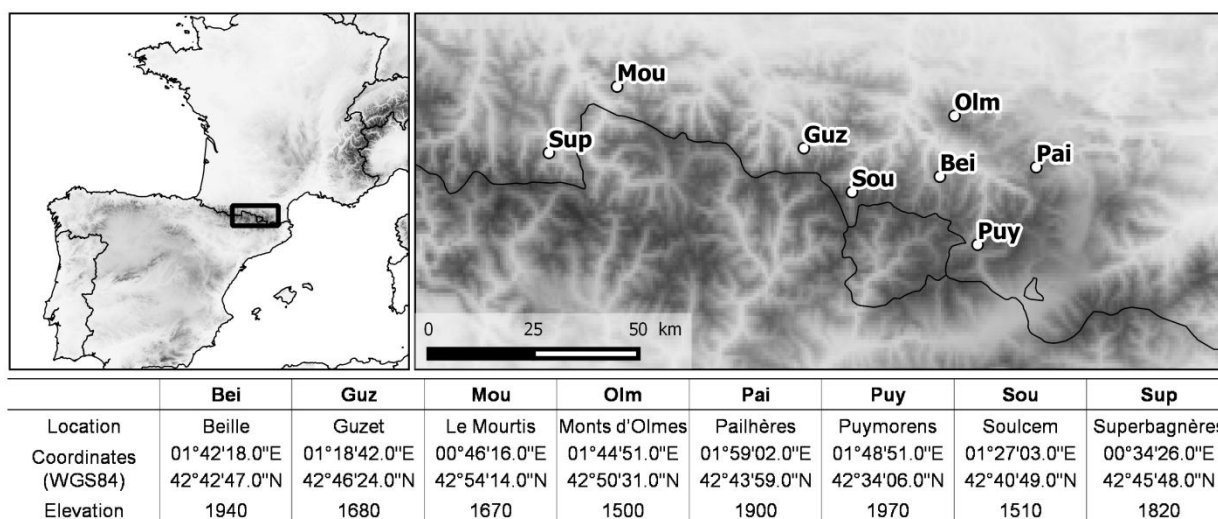 Mou
Olm
Sup
Guz
Bei
Pai
Sou
Puy
0 25 50 km
Bei Guz Mou Olm Pai Puy Sou Sup
Location Beille Guzet Le Mourtis Monts d'Olmes Pailhères Puymorens Soulcem Superbagnères
Coordinates 01°42'18.0"E 01°18'42.0"E 00°46'16"E 01°44'51.0"E 01°59'02.0"E 01°48'51.0"E 01°27'03.0"E 00°34'26.0"E
(WGS84) 42°42'47.0"N 42°46'24.0"N 42°54'14.0"N 42°50'31.0"N 42°43'59.0"N 42°34'06.0"N 42°40'49.0"N 42°45'48.0"N
Elevation 1940 1680 1670 1500 1900 1970 1510 1820